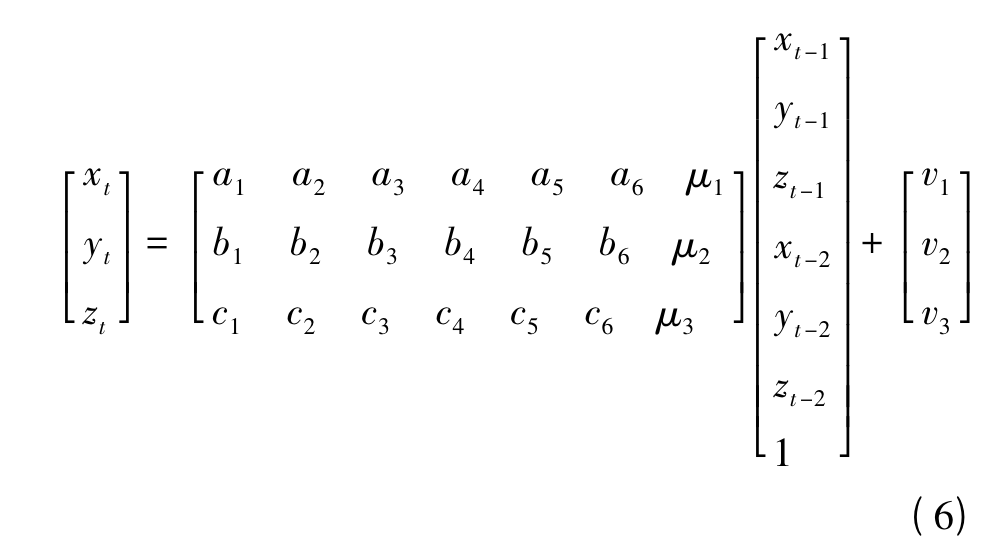 \begin{bmatrix} x_t \\ y_t \\ z_t \end{bmatrix} = \begin{bmatrix} a_1 & a_2 & a_3 & a_4 & a_5 & a_6 & \mu_1 \\ b_1 & b_2 & b_3 & b_4 & b_5 & b_6 & \mu_2 \\ c_1 & c_2 & c_3 & c_4 & c_5 & c_6 & \mu_3 \end{bmatrix} \begin{bmatrix} x_{t-1} \\ y_{t-1} \\ z_{t-1} \\ x_{t-2} \\ y_{t-2} \\ z_{t-2} \\ 1 \end{bmatrix} + \begin{bmatrix} v_1 \\ v_2 \\ v_3 \end{bmatrix}
(6)